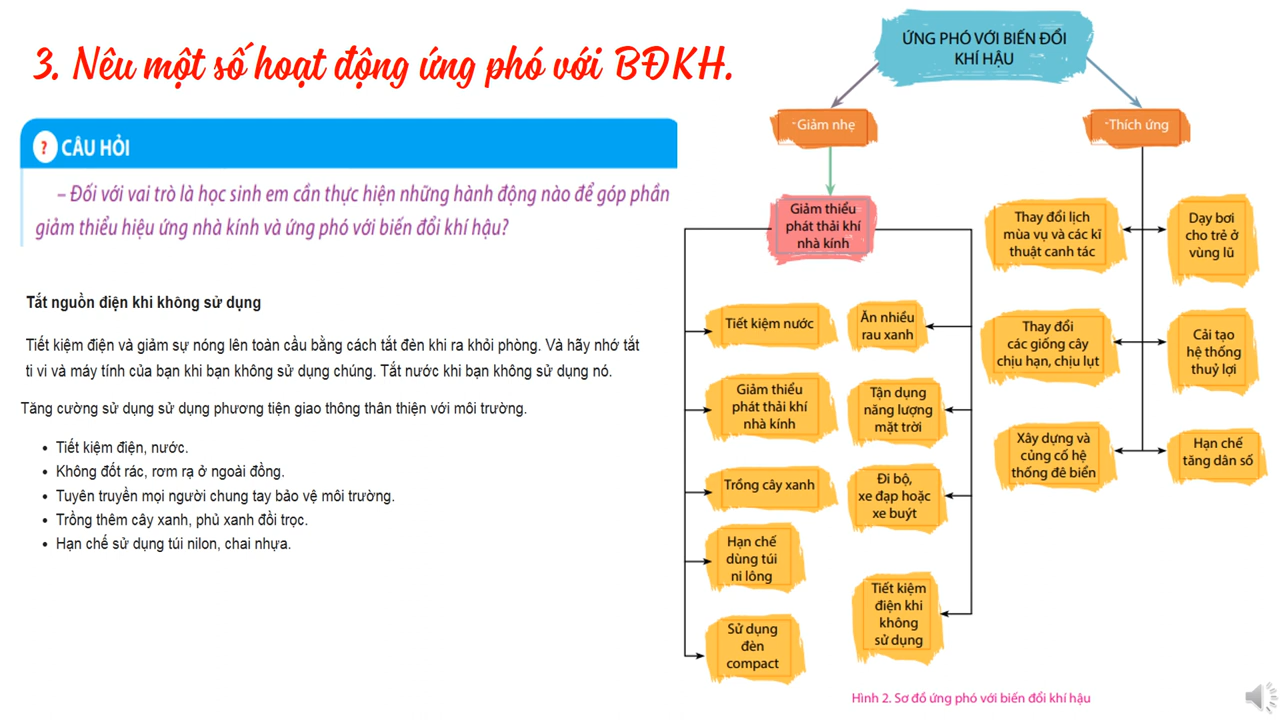 3. Nêu một số hoạt động ứng phó với BĐKH.
? CÂU HỎI
– Đối với vai trò là học sinh em cần thực hiện những hành động nào để góp phần
giảm thiểu hiệu ứng nhà kính và ứng phó với biến đổi khí hậu?
Tắt nguồn điện khi không sử dụng
Tiết kiệm điện và giảm sự nóng lên toàn cầu bằng cách tắt đèn khi ra khỏi phòng. Và hãy nhớ tắt
ti vi và máy tính của bạn khi bạn không sử dụng chúng. Tắt nước khi bạn không sử dụng nó.
Tăng cường sử dụng sử dụng phương tiện giao thông thân thiện với môi trường.
• Tiết kiệm điện, nước.
• Không đốt rác, rơm rạ ở ngoài đồng.
• Tuyên truyền mọi người chung tay bảo vệ môi trường.
• Trồng thêm cây xanh, phủ xanh đồi trọc.
• Hạn chế sử dụng túi nilon, chai nhựa.
ỨNG PHÓ VỚI BIẾN ĐỔI
KHÍ HẬU
-Giảm nhẹ
-Thích ứng
Giảm thiểu
phát thải khí
nhà kính
Tiết kiệm nước
Giảm thiểu
phát thải khí
nhà kính
Trồng cây xanh
Hạn chế
dùng túi
ni lông
Sử dụng
đèn
compact
Ăn nhiều
rau xanh
Tận dụng
năng lượng
mặt trời
Đi bộ,
xe đạp hoặc
xe buýt
Tiết kiệm
điện khi
không
sử dụng
Thay đổi lịch
mùa vụ và các kĩ
thuật canh tác
Thay đổi
các giống cây
chịu hạn, chịu lụt
Xây dựng và
củng cố hệ
thống đê biển
Dạy bơi
cho trẻ ở
vùng lũ
Cải tạo
hệ thống
thuỷ lợi
Hạn chế
tăng dân số
Hình 2. Sơ đồ ứng phó với biến đổi khí hậu